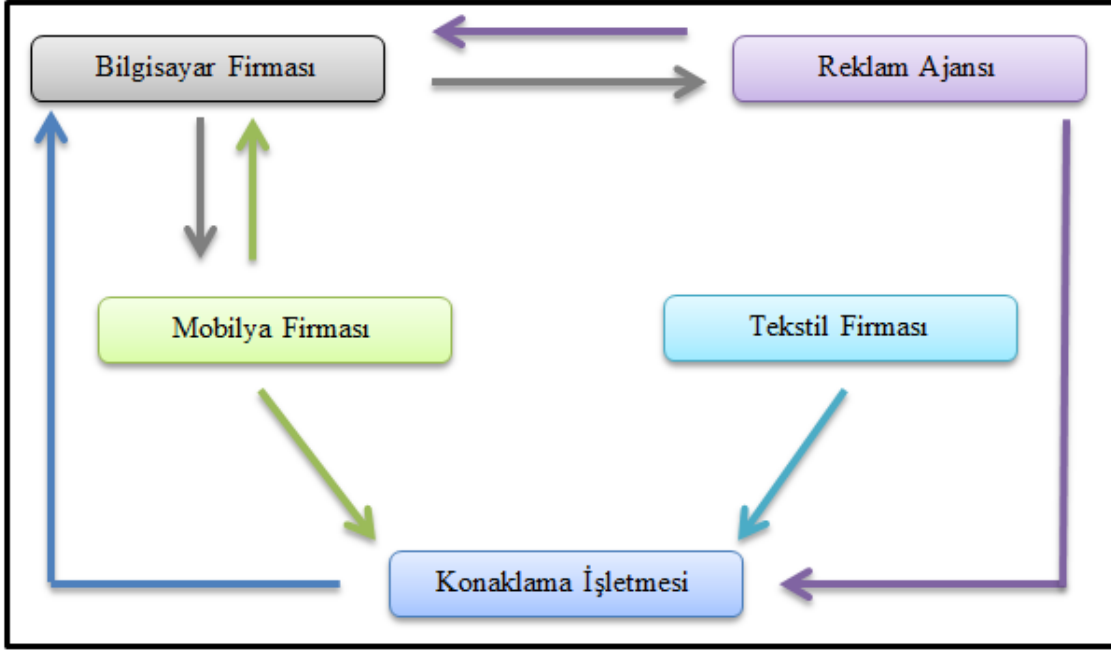 Bilgisayar Firması
Reklam Ajansı
Mobilya Firması
Tekstil Firması
Konaklama İşletmesi